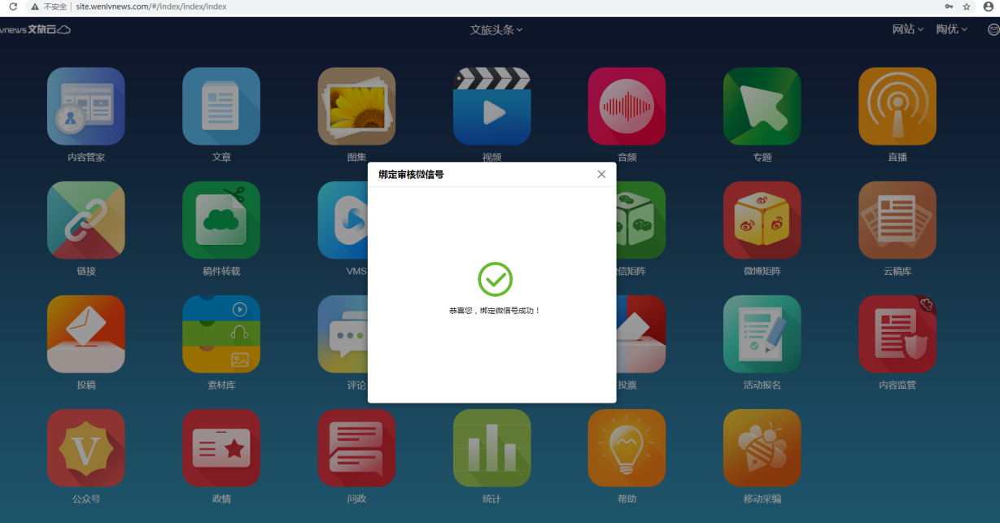 不安全 site.wenlvnews.com/#/index/index/index
vnews文旅云
文旅头条
网站 陶优
内容管家 文章 图集 视频 音频 专题 直播
绑定审核微信号
链接 稿件转载 VMS 信矩阵 微博矩阵 云稿库
恭喜您，绑定微信号成功！
投稿 素材库 评论 投票 活动报名 内容监管
V
公众号 政情 问政 统计 帮助 移动采编